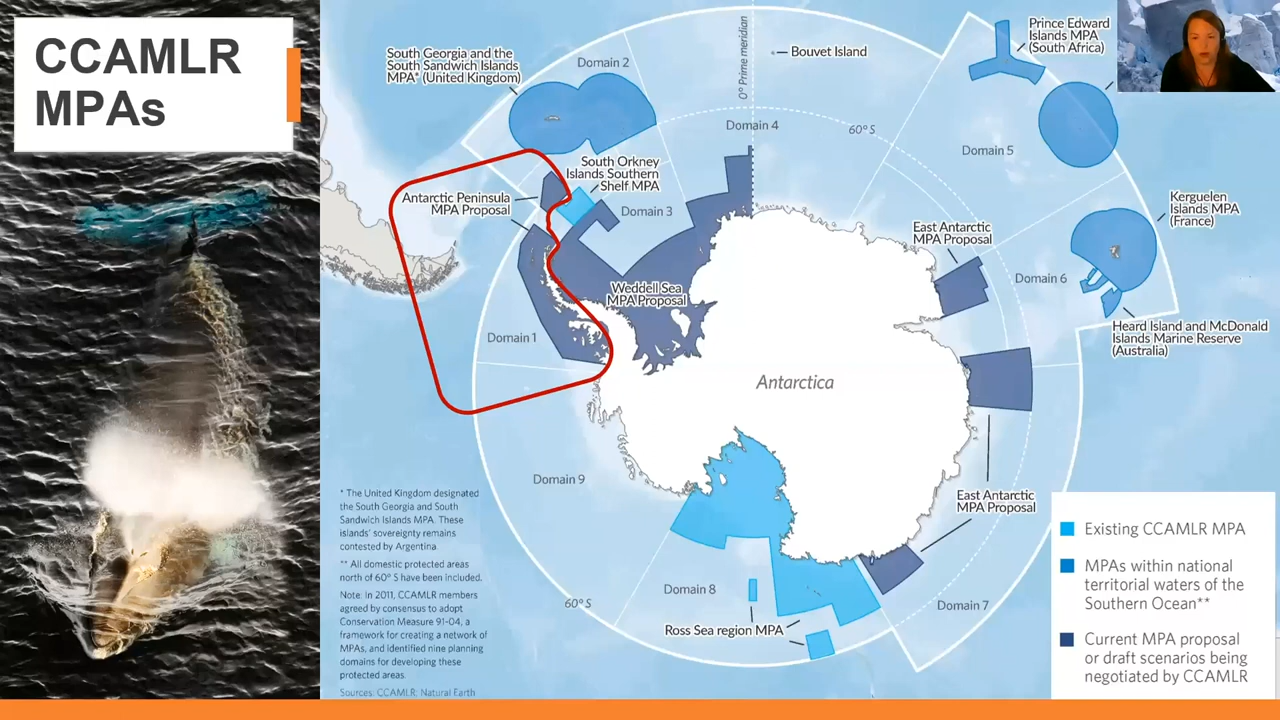 CCAMLR
MPAs
South Georgia and the
South Sandwich Islands
MPA* (United Kingdom)
Domain 2
0° Prime meridian
Bouvet Island
Prince Edward
Islands MPA
(South Africa)
Domain 4
60° S
Domain 5
South Orkney
Islands Southern
Shelf MPA
Antarctic Peninsula
MPA Proposal
Domain 3
Kerguelen
Islands MPA
(France)
East Antarctic
MPA Proposal
Domain 6
Weddell Sea
MPA Proposal
Heard Island and McDonald
Islands Marine Reserve
(Australia)
Domain 1
Antarctica
Domain 9
* The United Kingdom designated
the South Georgia and South
Sandwich Islands MPA. These
islands' sovereignty remains
contested by Argentina.
** All domestic protected areas
north of 60° S have been included.
Note: In 2011, CCAMLR members
agreed by consensus to adopt
Conservation Measure 91-04, a
framework for creating a network of
MPAs, and identified nine planning
domains for developing these
protected areas.
Sources: CCAMLR; Natural Earth
East Antarctic
MPA Proposal
Domain 8
60° S
Domain 7
Ross Sea region MPA
Existing CCAMLR MPA
MPAs within national
territorial waters of the
Southern Ocean**
Current MPA proposal
or draft scenarios being
negotiated by CCAMLR